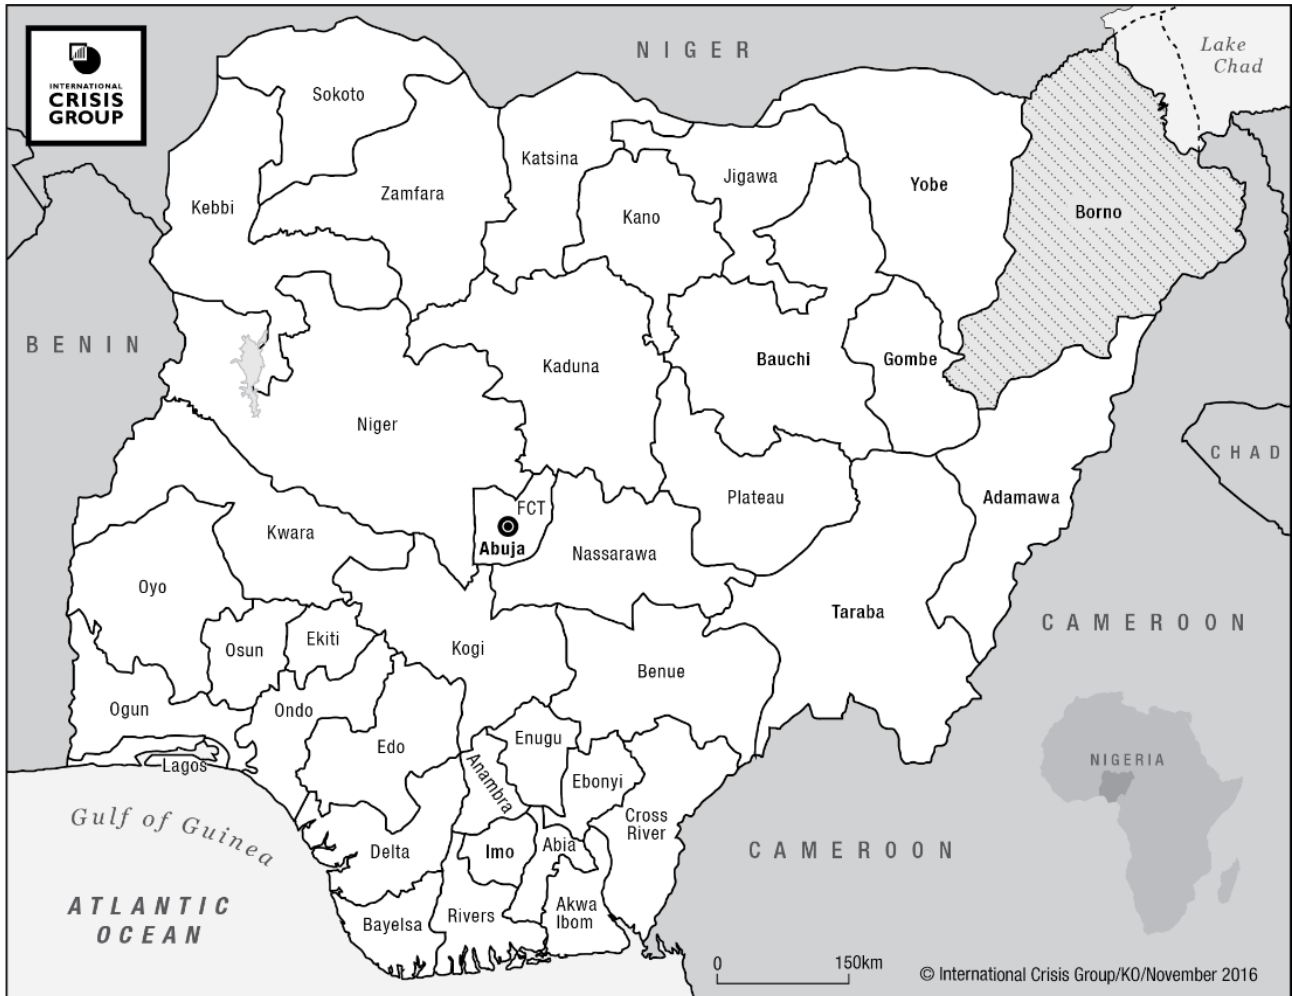 INTERNATIONAL
CRISIS
GROUP
NIGER
Lake
Chad
Sokoto
Katsina
Zamfara
Kebbi
Kano
Jigawa
Yobe
Borno
BENIN
Kaduna
Bauchi
Gombe
Niger
CHAD
Plateau
Adamawa
FCT
Abuja
Kwara
Nassarawa
Oyo
Taraba
CAMEROON
Osun
Ekiti
Kogi
Benue
Ogun
Ondo
Edo
Enugu
Lagos
Anambra
Ebonyi
NIGERIA
Gulf of Guinea
Cross
River
Delta
Imo
Abia
CAMEROON
ATLANTIC
OCEAN
Bayelsa
Rivers
Akwa
Ibom
0
150km
© International Crisis Group/KO/November 2016